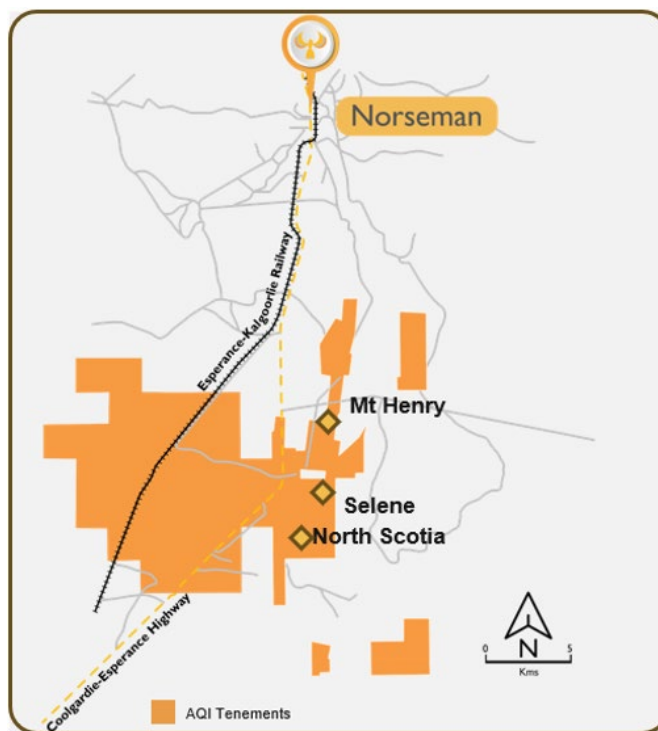 Norseman
Esperance-Kalgoorlie Railway
Mt Henry
Selene
North Scotia
Coolgardie-Esperance Highway
N
0 5
Kms
AQI Tenements